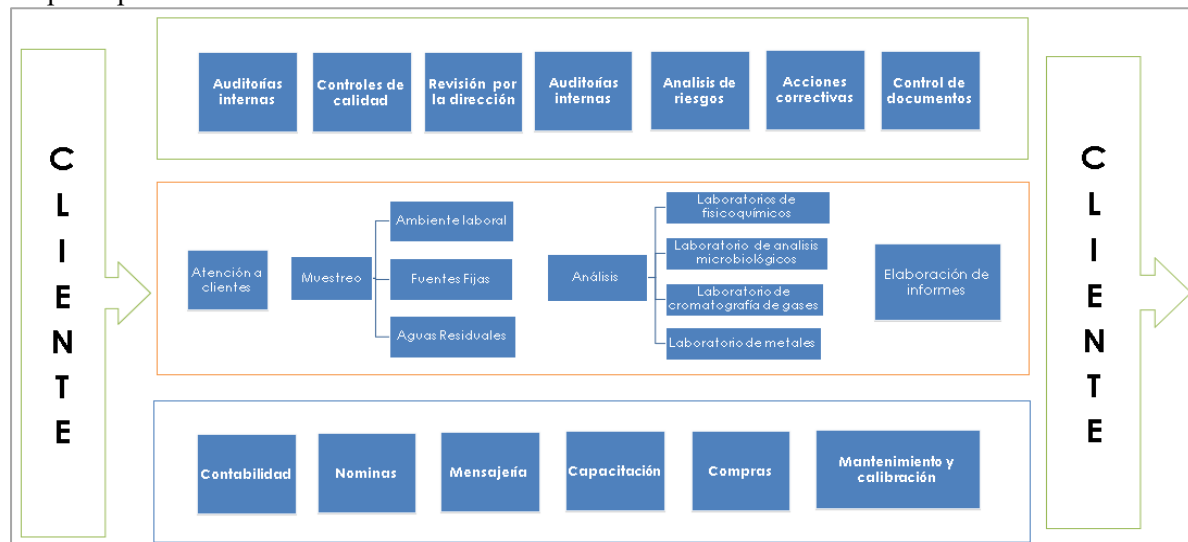 C
L
I
E
N
T
E
Auditorías
internas
Controles de
calidad
Revisión por
la dirección
Auditorías
internas
Analisis de
riesgos
Acciones
correctivas
Control de
documentos
Atención a
clientes
Muestreo
Ambiente laboral
Fuentes Fijas
Aguas Residuales
Análisis
Laboratorios de
fisicoquímicos
Laboratorio de analisis
microbiológicos
Laboratorio de
cromatografía de gases
Laboratorio de metales
Elaboración de
informes
Contabilidad
Nominas
Mensajería
Capacitación
Compras
Mantenimiento y
calibración
C
L
I
E
N
T
E